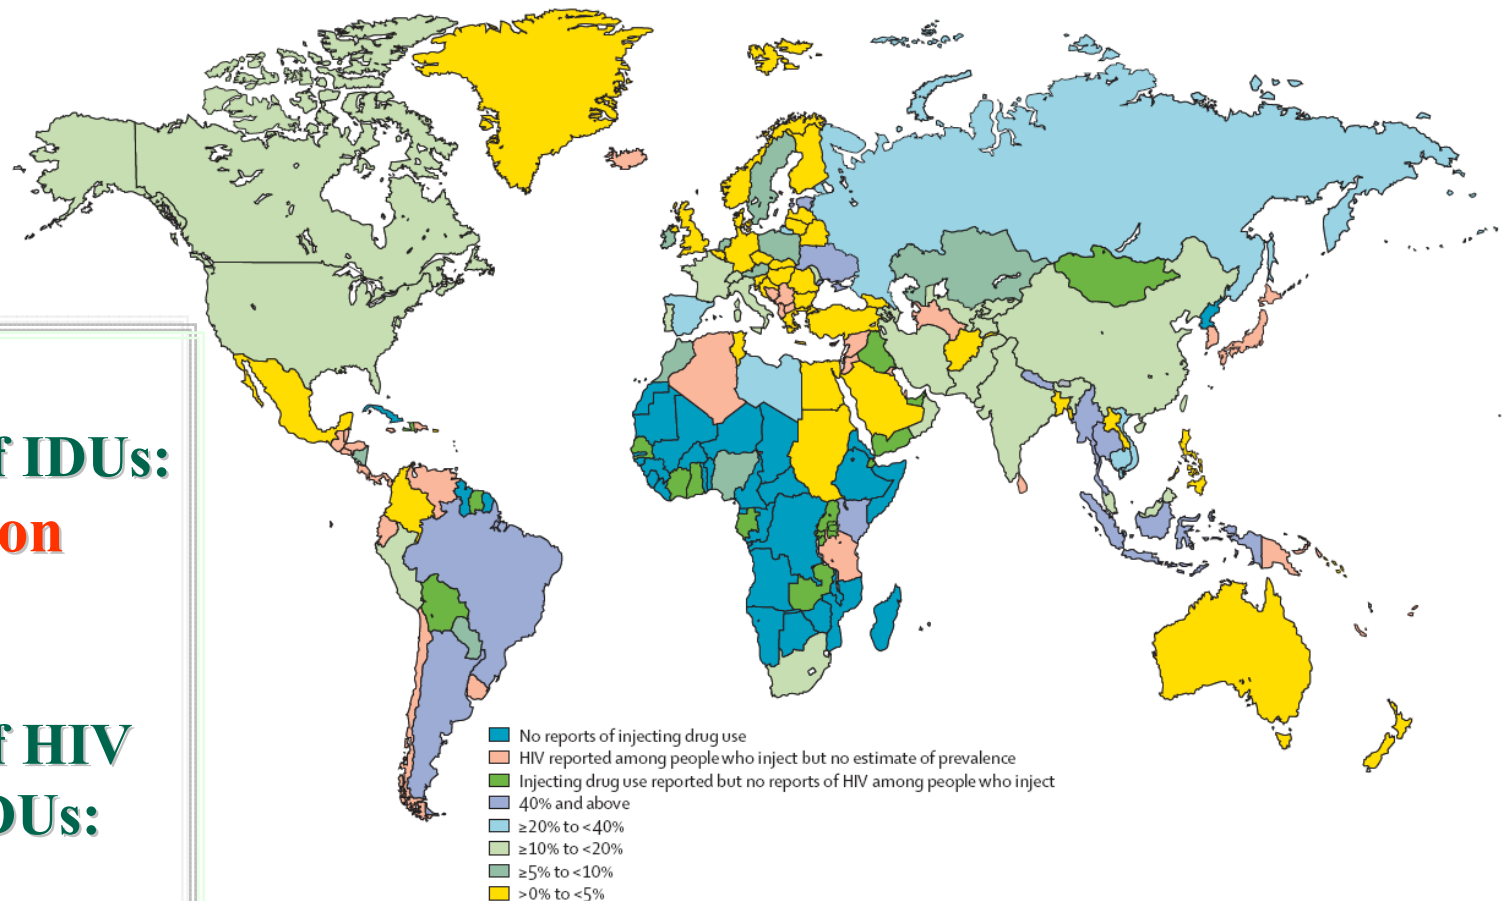 f IDUs:
on
f HIV
DUs:
No reports of injecting drug use
HIV reported among people who inject but no estimate of prevalence
Injecting drug use reported but no reports of HIV among people who inject
40% and above
≥20% to <40%
≥10% to <20%
≥5% to <10%
>0% to <5%